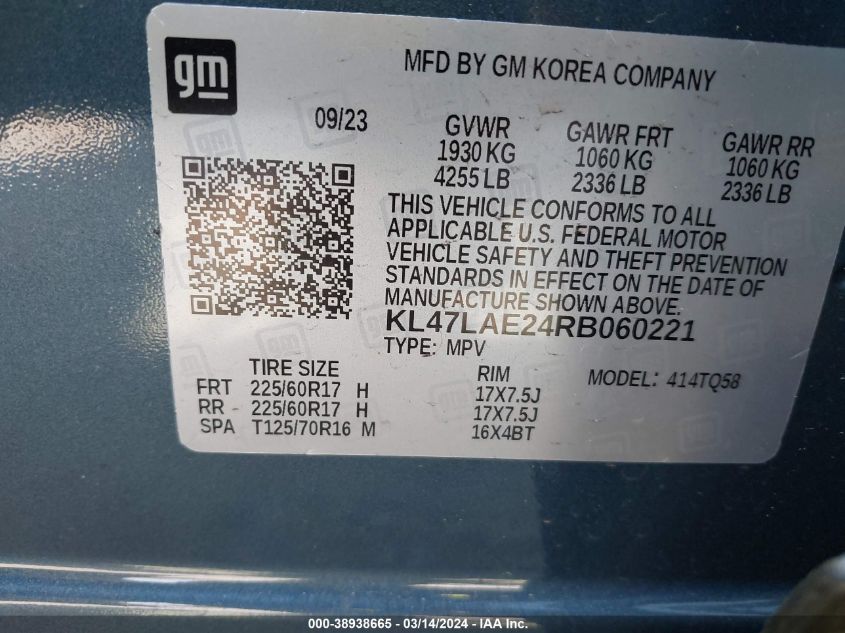 gm
MFD BY GM KOREA COMPANY
09/23
GVWR GAWR FRT GAWR RR
1930 KG 1060 KG 1060 KG
4255 LB 2336 LB 2336 LB
THIS VEHICLE CONFORMS TO ALL
APPLICABLE U.S. FEDERAL MOTOR
VEHICLE SAFETY AND THEFT PREVENTION
STANDARDS IN EFFECT ON THE DATE OF
MANUFACTURE SHOWN ABOVE.
KL47LAE24RB060221
TYPE: MPV
TIRE SIZE RIM MODEL: 414TQ58
FRT 225/60R17 H 17X7.5J
RR 225/60R17 H 17X7.5J
SPA T125/70R16 M 16X4BT
000-38938665 - 03/14/2024 - IAA, Inc.